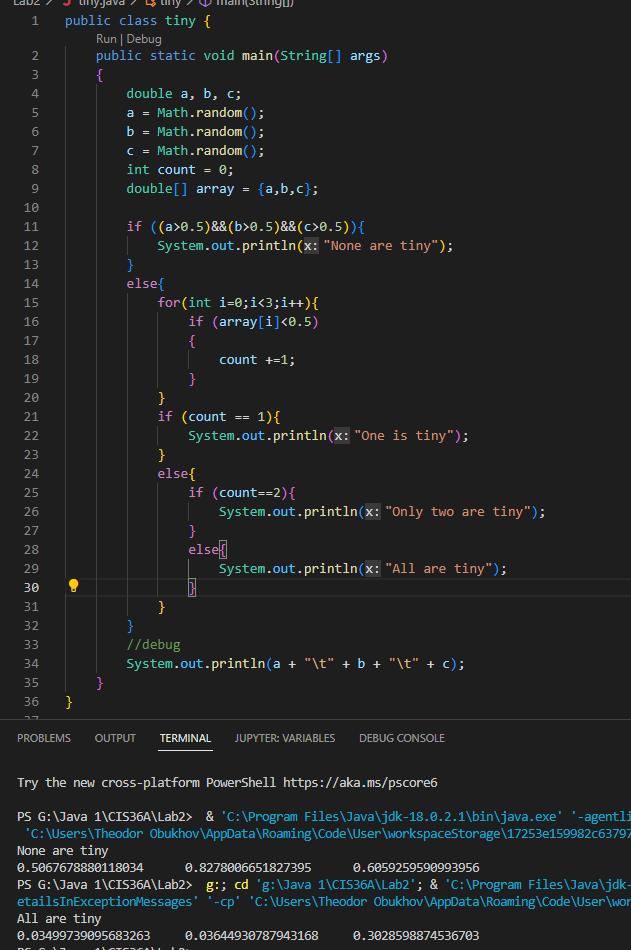 Lab2 > J tiny.java > tiny > main(String[])
1 public class tiny {
Run | Debug
2 public static void main(String[] args)
3 {
4 double a, b, c;
5 a = Math.random();
6 b = Math.random();
7 c = Math.random();
8 int count = 0;
9 double[] array = {a,b,c};
10
11 if ((a>0.5)&&(b>0.5)&&(c>0.5)){
12 System.out.println(x: "None are tiny");
13 }
14 else{
15 for(int i=0;i<3;i++){
16 if (array[i]<0.5)
17 {
18 count +=1;
19 }
20 }
21 if (count == 1){
22 System.out.println(x: "One is tiny");
23 }
24 else{
25 if (count==2){
26 System.out.println(x: "Only two are tiny");
27 }
28 else{
29 System.out.println(x: "All are tiny");
30 }
31 }
32 }
33 //debug
34 System.out.println(a + "\t" + b + "\t" + c);
35 }
36 }
37
PROBLEMS OUTPUT TERMINAL JUPYTER: VARIABLES DEBUG CONSOLE
Try the new cross-platform PowerShell https://aka.ms/pscore6
PS G:\Java 1\CIS36A\Lab2> & 'C:\Program Files\Java\jdk-18.0.2.1\bin\java.exe' '-agentli
'C:\Users\Theodor Obukhov\AppData\Roaming\Code\User\workspaceStorage\17253e159982c63797
None are tiny
0.5067678880118034 0.8278006651827395 0.6059259590993956
PS G:\Java 1\CIS36A\Lab2> g:; cd 'g:\Java 1\CIS36A\Lab2'; & 'C:\Program Files\Java\jdk-
etailsInExceptionMessages' '-cp' 'C:\Users\Theodor Obukhov\AppData\Roaming\Code\User\wor
All are tiny
0.03499739095683263 0.03644930787943168 0.3028598874536703
PS G:\Java 1\CIS36A\Lab2>